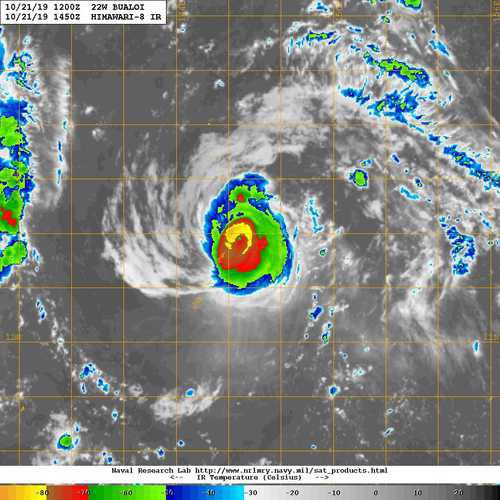 10/21/19 1200Z 22W BUALOI
10/21/19 1450Z HIMAWARI-8 IR
Naval Research Lab http://www.nrlmry.navy.mil/sat_products.html
<-- IR Temperature (Celsius) -->
-80 -70 -60 -50 -40 -30 -20 -10 0 10 20